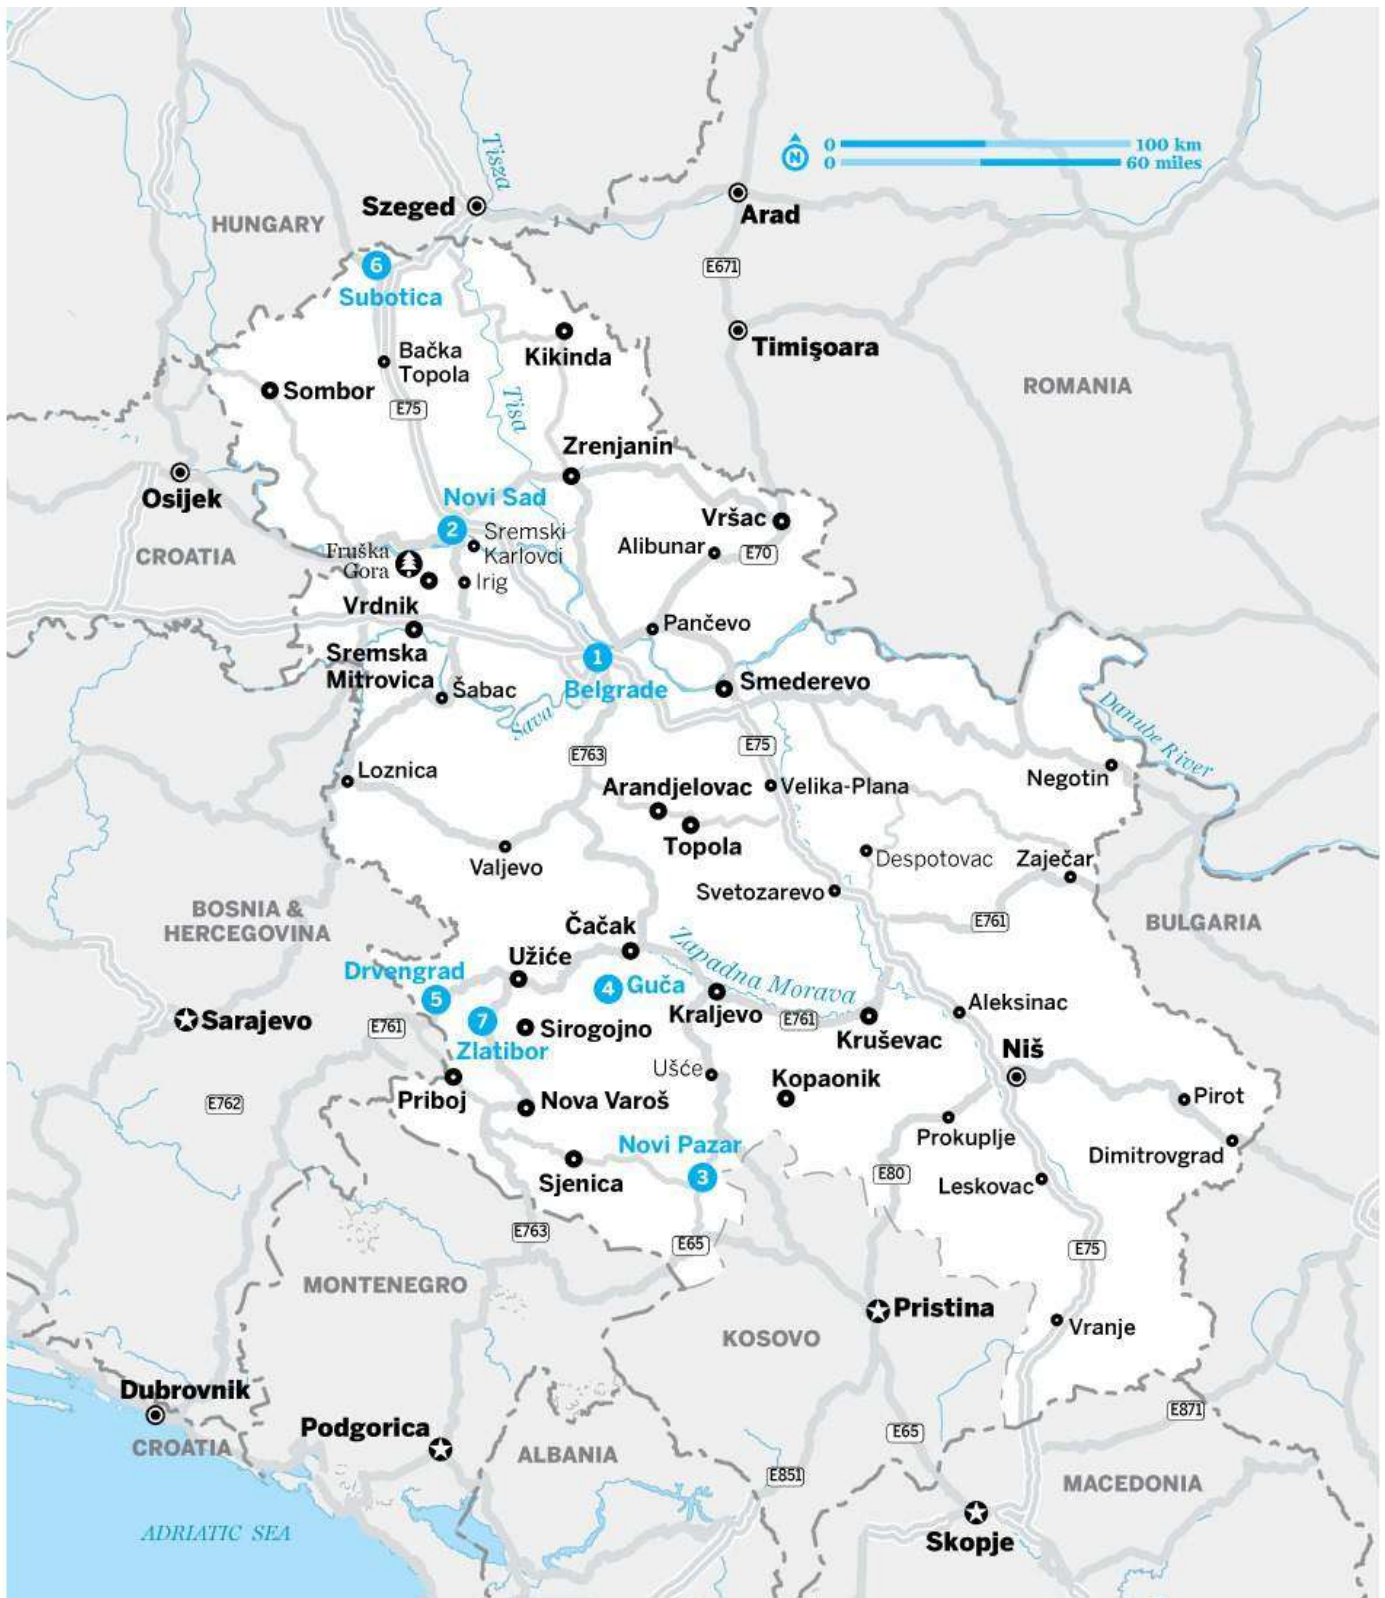 Tisza
0 100 km
0 60 miles
N
Szeged
Arad
HUNGARY
E671
6
Subotica
Timişoara
Bačka
Topola
Kikinda
ROMANIA
Sombor
E75
Tisa
Zrenjanin
Osijek
Novi Sad
2
Vršac
Sremski
Karlovci
Alibunar
E70
CROATIA
Fruška
Gora
Irig
Vrdnik
Pančevo
Sremska
Mitrovica
1
Belgrade
Smederevo
Šabac
Sava
Danube River
E763
E75
Loznica
Negotin
Arandjelovac
Velika-Plana
Topola
Valjevo
Despotovac
Zaječar
Svetozarevo
BOSNIA &
HERCEGOVINA
E761
BULGARIA
Čačak
Užiće
Zapadna Morava
Drvengrad
5
4
Guča
Kraljevo
Aleksinac
Sarajevo
E761
7
Zlatibor
Sirogojno
E761
Kruševac
Niš
Ušće
Kopaonik
Priboj
Nova Varoš
E762
Pirot
Prokuplje
Novi Pazar
3
Dimitrovgrad
Sjenica
E80
Leskovac
E763
E65
E75
MONTENEGRO
Pristina
KOSOVO
Vranje
Dubrovnik
E871
CROATIA
Podgorica
ALBANIA
E65
E851
MACEDONIA
ADRIATIC SEA
Skopje